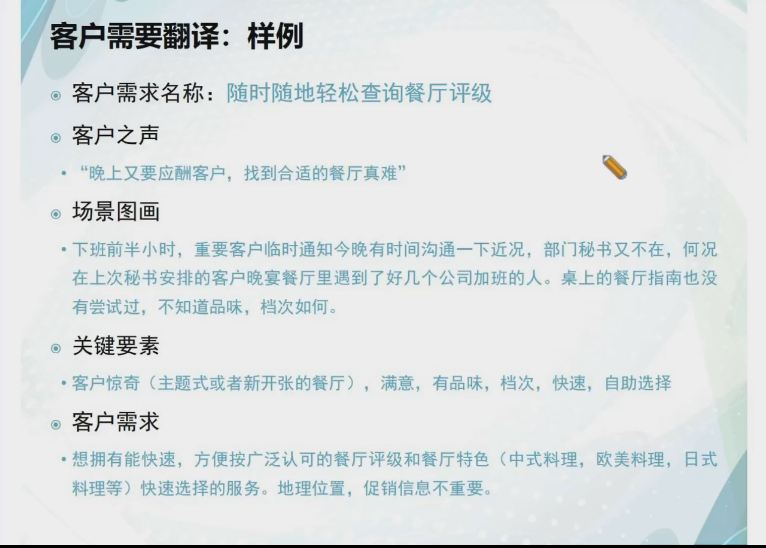 客户需要翻译：样例
客户需求名称：随时随地轻松查询餐厅评级
客户之声
“晚上又要应酬客户，找到合适的餐厅真难”
场景图画
下班前半小时，重要客户临时通知今晚有时间沟通一下近况，部门秘书又不在，何况
在上次秘书安排的客户晚宴餐厅里遇到了好几个公司加班的人。桌上的餐厅指南也没
有尝试过，不知道品味，档次如何。
关键要素
客户惊奇（主题式或者新开张的餐厅），满意，有品味，档次，快速，自助选择
客户需求
想拥有能快速，方便按广泛认可的餐厅评级和餐厅特色（中式料理，欧美料理，日式
料理等）快速选择的服务。地理位置，促销信息不重要。